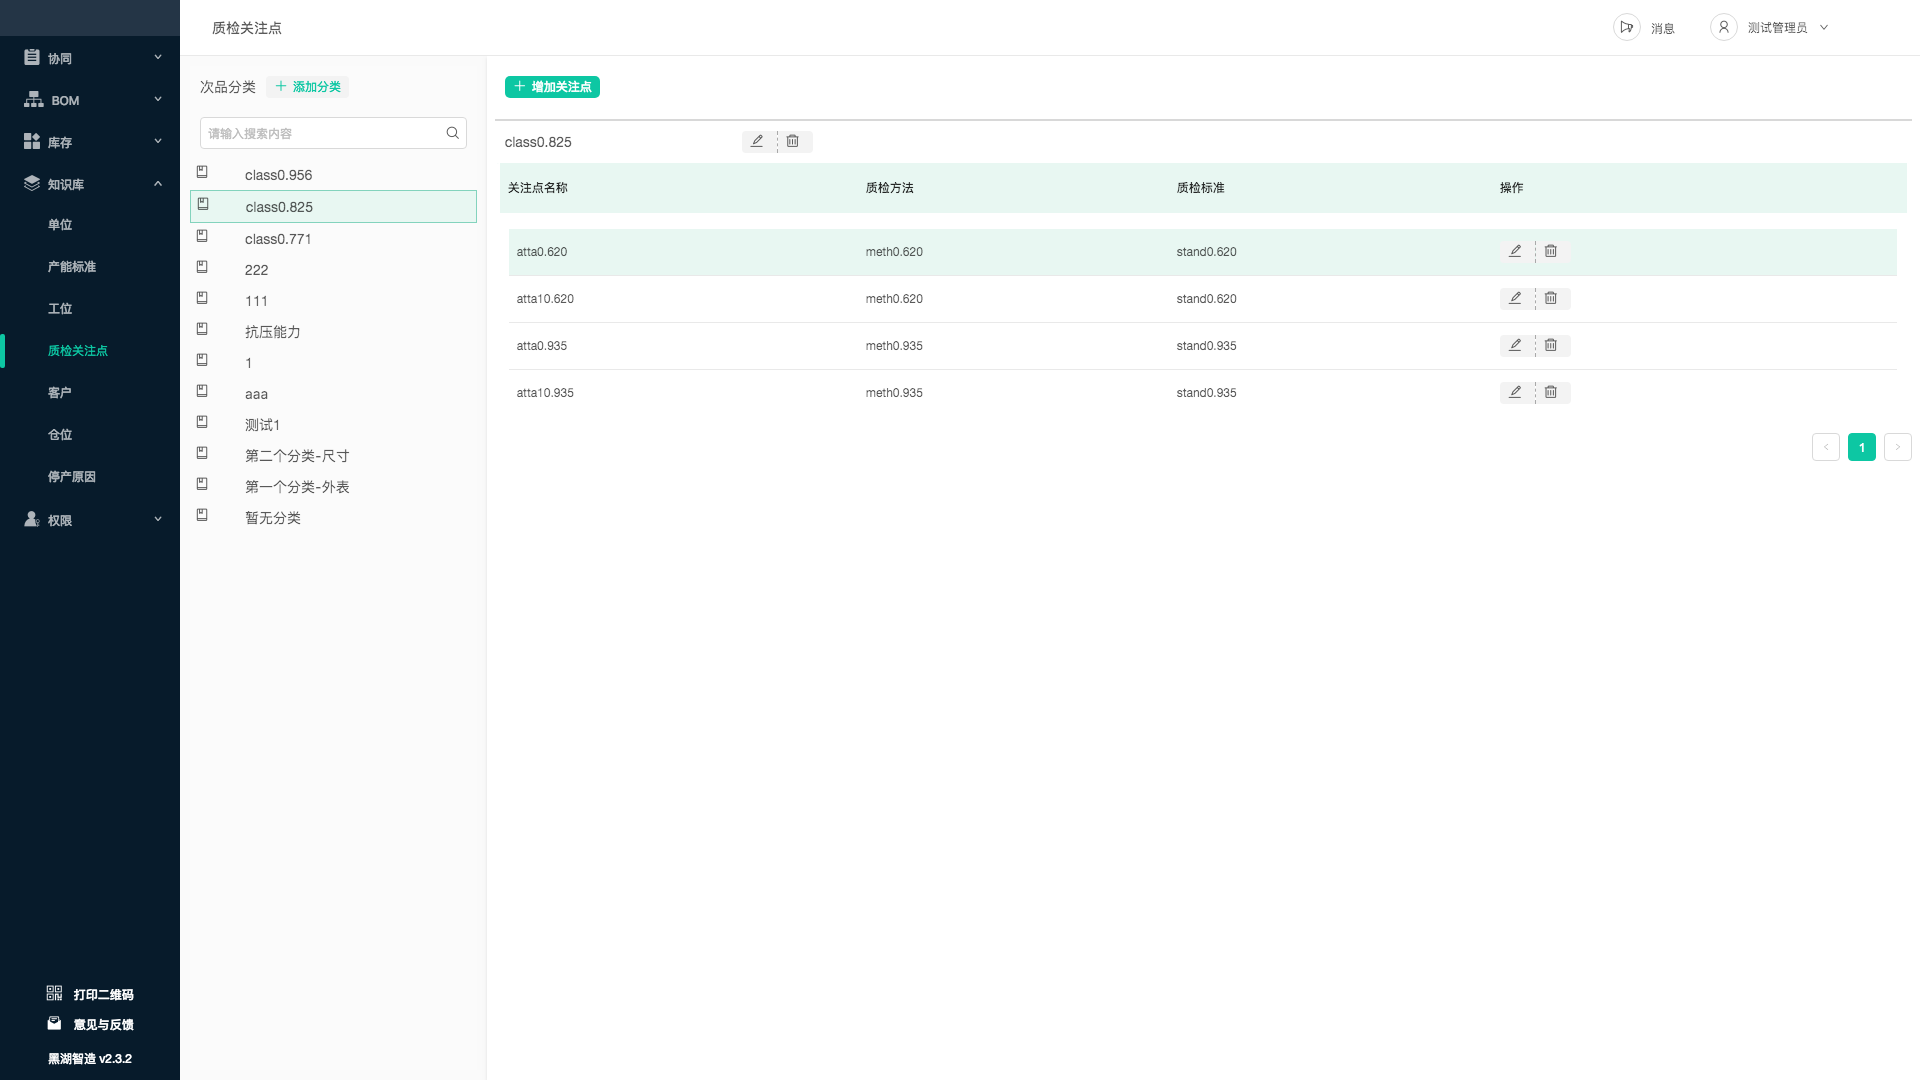 质检关注点
消息
测试管理员
协同
BOM
库存
知识库
单位
产能标准
工位
质检关注点
客户
仓位
停产原因
权限
打印二维码
意见与反馈
黑湖智造 v2.3.2
次品分类
添加分类
请输入搜索内容
class0.956
class0.825
class0.771
222
111
抗压能力
1
aaa
测试1
第二个分类-尺寸
第一个分类-外表
暂无分类
增加关注点
class0.825
关注点名称 质检方法 质检标准 操作
atta0.620 meth0.620 stand0.620
atta10.620 meth0.620 stand0.620
atta0.935 meth0.935 stand0.935
atta10.935 meth0.935 stand0.935
< 1 >